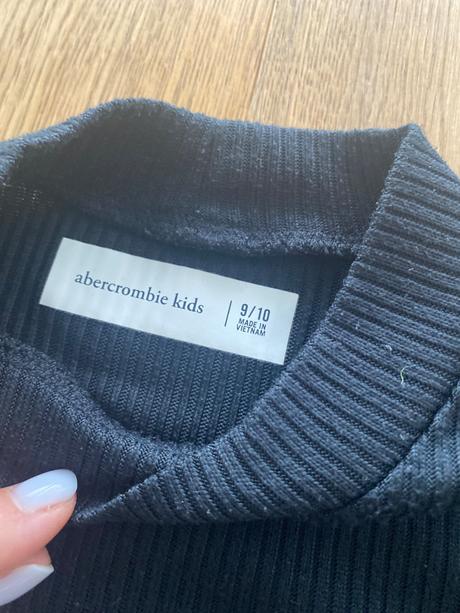 abercrombie kids
9/10
MADE IN
VIETNAM